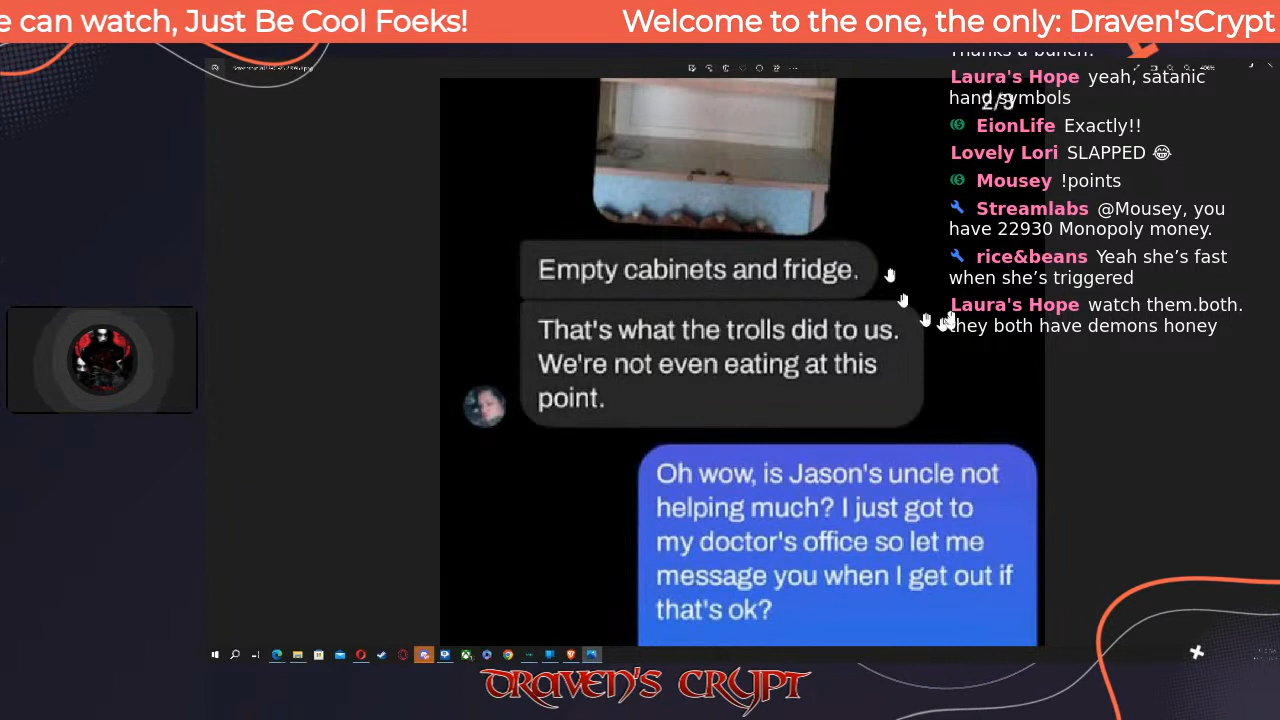 e can watch, Just Be Cool Foeks!
Welcome to the one, the only: Draven'sCrypt
Thanks a bunch!
Laura's Hope yeah, satanic
hand symbols
2/3
EionLife Exactly!!
Lovely Lori SLAPPED 😂
Mousey !points
Streamlabs @Mousey, you
have 22930 Monopoly money.
rice&beans Yeah she's fast
when she's triggered
Laura's Hope watch them.both.
they both have demons honey
Empty cabinets and fridge.
That's what the trolls did to us.
We're not even eating at this
point.
Oh wow, is Jason's uncle not
helping much? I just got to
my doctor's office so let me
message you when I get out if
that's ok?
DRAVEN'S CRYPT